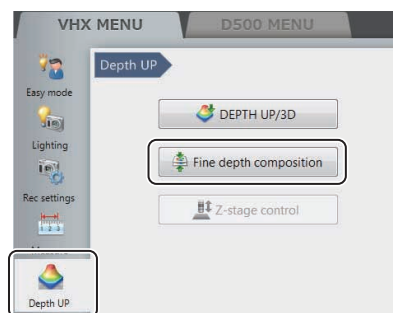 VHX MENU
D500 MENU
Easy mode
Lighting
Rec settings
Depth UP
Depth UP
DEPTH UP/3D
Fine depth composition
Z-stage control